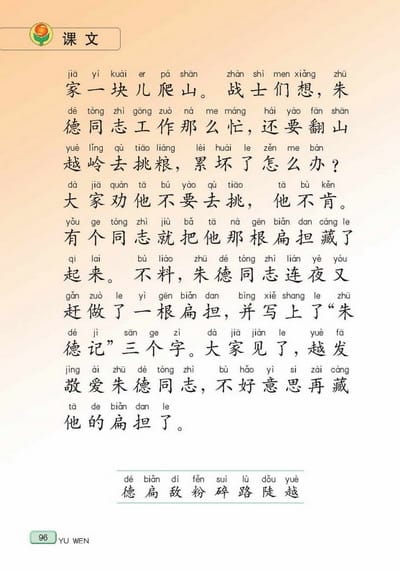 课文
jiā yí kuài er pá shān zhàn shì men xiǎng zhū
家一块儿爬山。战士们想，朱
dé tóng zhì gōng zuò nà me máng hái yào fān shān
德同志工作那么忙，还要翻山
yuè lǐng qù tiāo liáng lèi huài le zěn me bàn
越岭去挑粮，累坏了怎么办？
dà jiā quàn tā bú yào qù tiāo tā bù kěn
大家劝他不要去挑，他不肯。
yǒu ge tóng zhì jiù bǎ tā nà gēn biǎn dan cáng le
有个同志就把他那根扁担藏了
qi lai bú liào zhū dé tóng zhì lián yè yòu
起来。不料，朱德同志连夜又
gǎn zuò le yì gēn biǎn dan bìng xiě shang le zhū
赶做了一根扁担，并写上了“朱
dé jì sān ge zì dà jiā jiàn le yuè fā
德记”三个字。大家见了，越发
jìng ài zhū dé tóng zhì bù hǎo yì si zài cáng
敬爱朱德同志，不好意思再藏
tā de biǎn dan le
他的扁担了。
dé biǎn dí fěn suì lù dǒu yuè
德扁敌粉碎路陡越
96 YU WEN